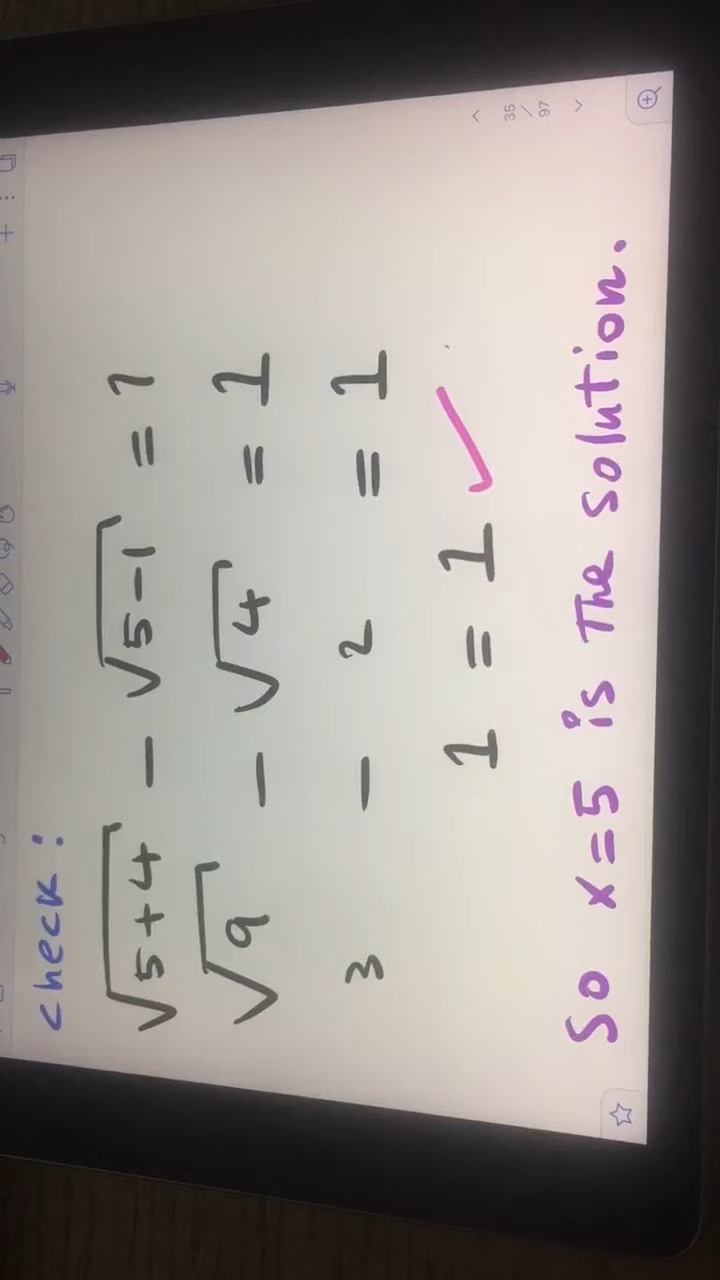 check:
√5+4 - √5-1 = 1
√9 - √4 = 1
3 - 2 = 1
1 = 1 ✓
So x=5 is The solution.
35 / 97